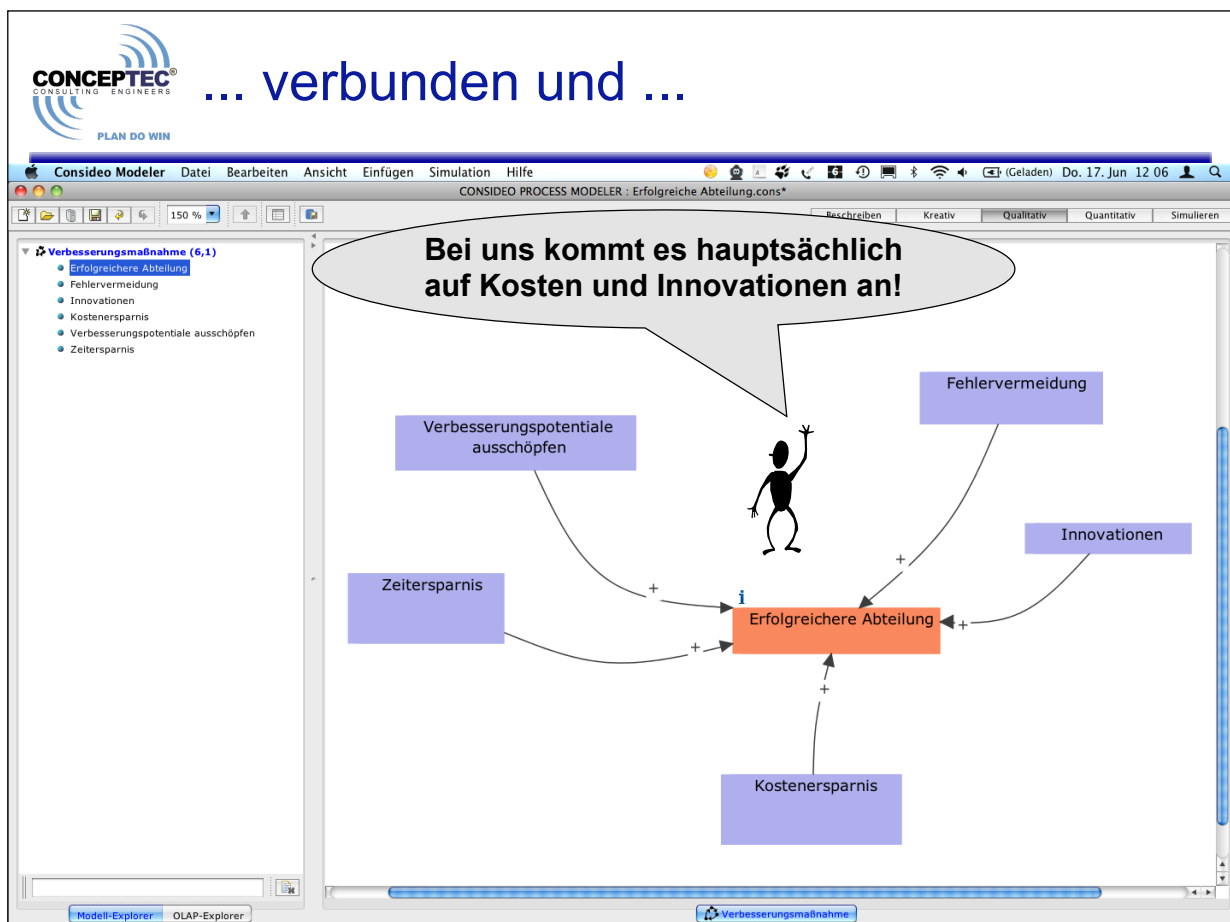 CONCEPTEC®
CONSULTING ENGINEERS
PLAN DO WIN
... verbunden und ...
Consideo Modeler Datei Bearbeiten Ansicht Einfügen Simulation Hilfe (Geladen) Do. 17. Jun 12 06
CONSIDEO PROCESS MODELER : Erfolgreiche Abteilung.cons*
150 % Beschreiben Kreativ Qualitativ Quantitativ Simulieren
Verbesserungsmaßnahme (6,1)
Erfolgreichere Abteilung
Fehlervermeidung
Innovationen
Kostenersparnis
Verbesserungspotentiale ausschöpfen
Zeitersparnis
Bei uns kommt es hauptsächlich
auf Kosten und Innovationen an!
Fehlervermeidung
Verbesserungspotentiale
ausschöpfen
Innovationen
+
Zeitersparnis
+
i
Erfolgreichere Abteilung
+
+
+
Kostenersparnis
Modell-Explorer OLAP-Explorer
Verbesserungsmaßnahme